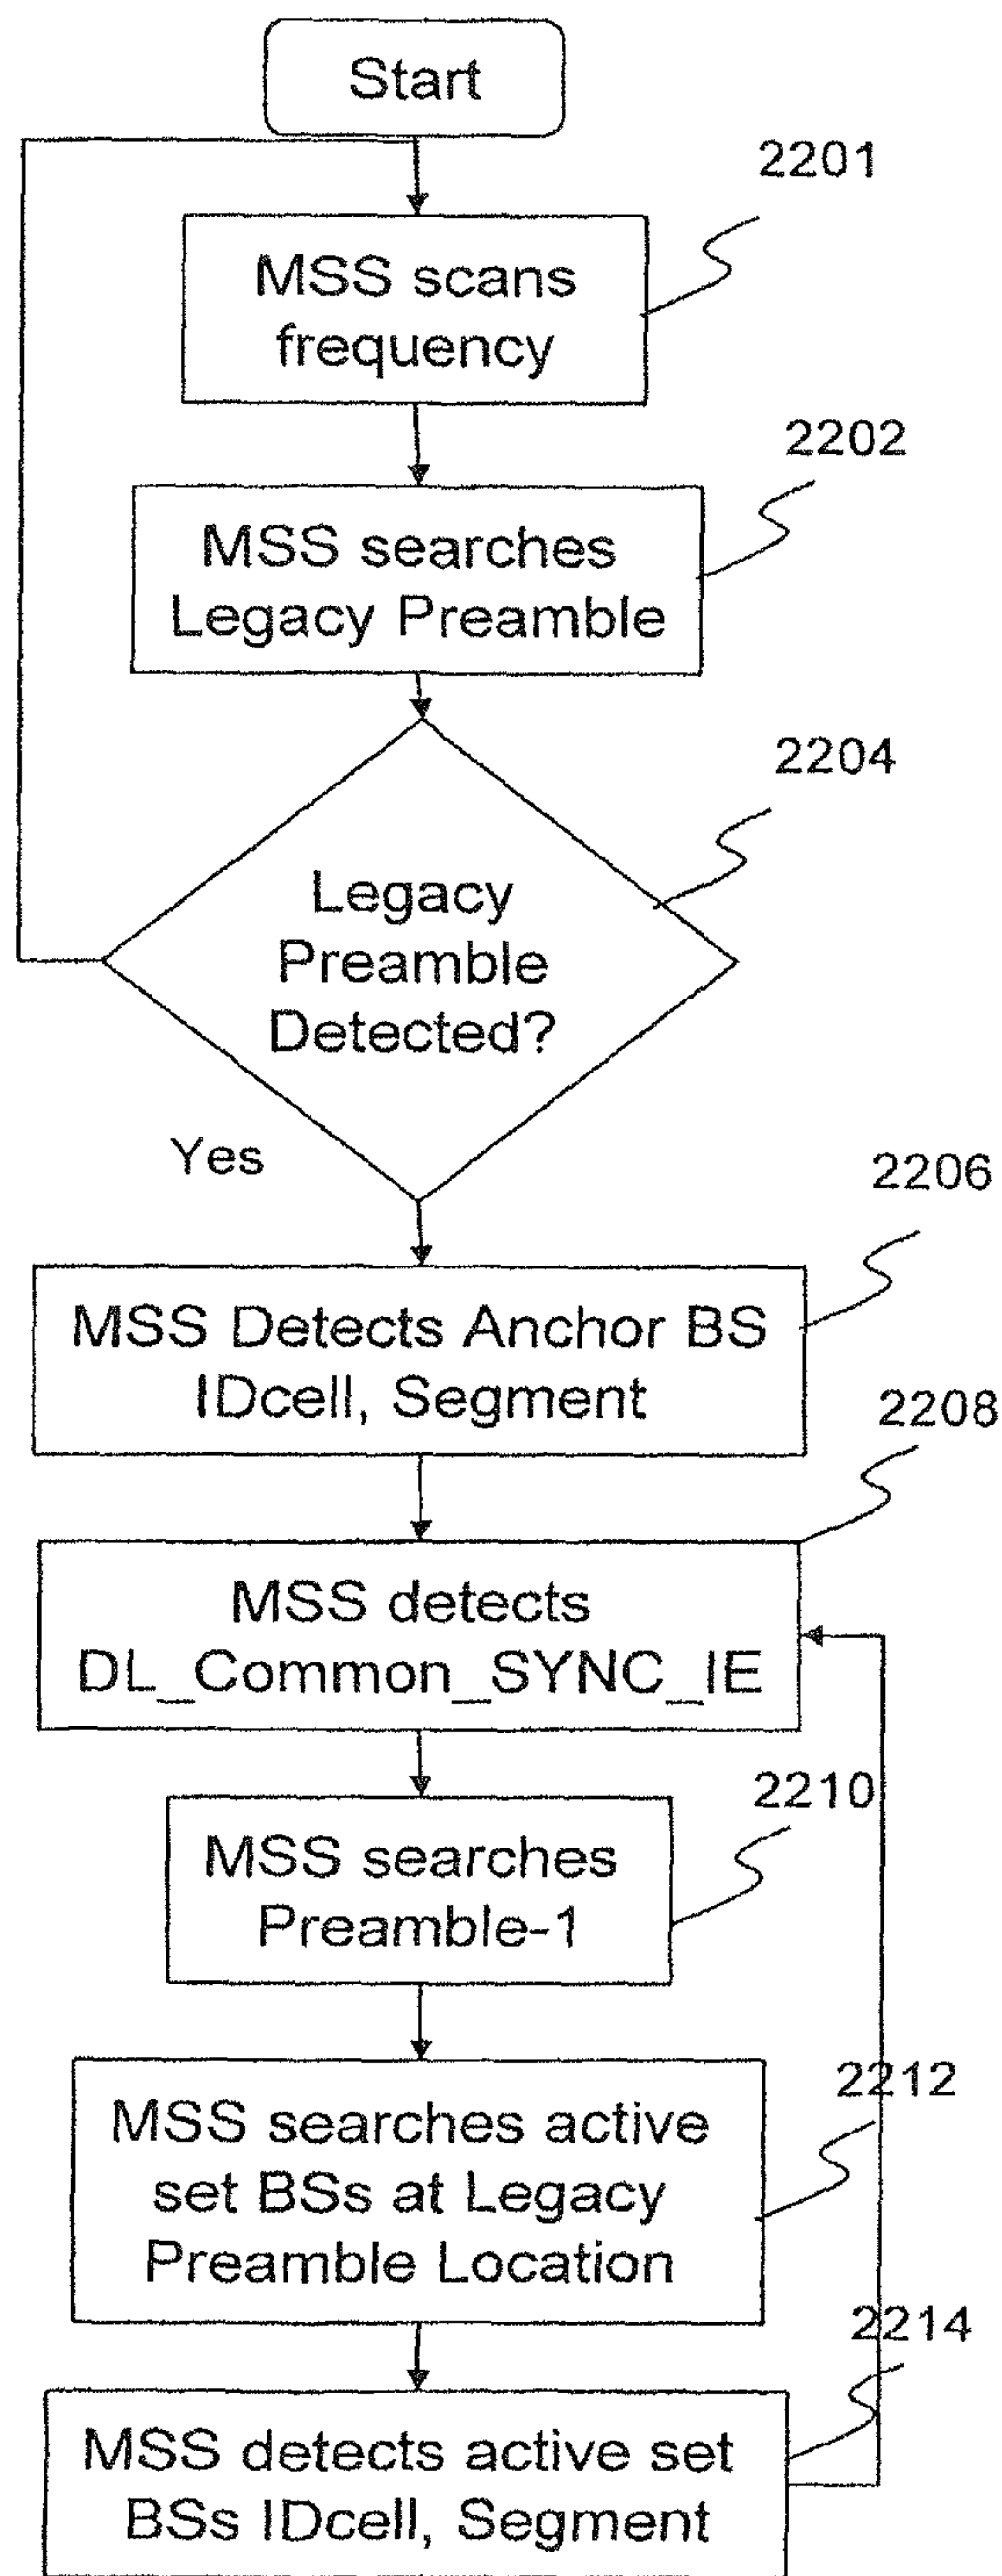 Start
2201
MSS scans
frequency
2202
MSS searches
Legacy Preamble
2204
Legacy
Preamble
Detected?
Yes
2206
MSS Detects Anchor BS
IDcell, Segment
2208
MSS detects
DL_Common_SYNC_IE
2210
MSS searches
Preamble-1
2212
MSS searches active
set BSs at Legacy
Preamble Location
2214
MSS detects active set
BSs IDcell, Segment